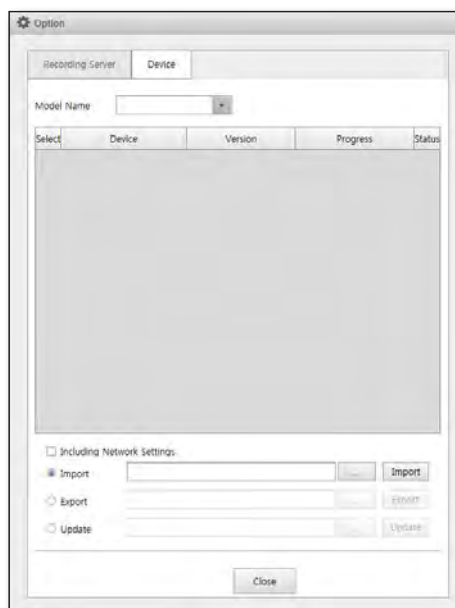 Option
Recording Server Device
Model Name
Select Device Version Progress Status
Including Network Settings
Import ... Import
Export ... Export
Update ... Update
Close